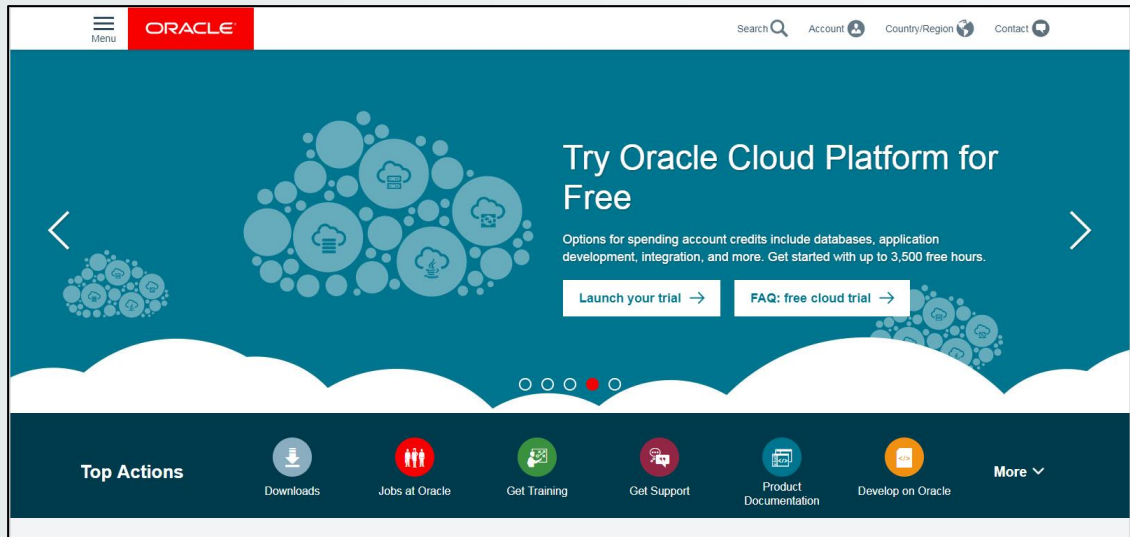 Menu
ORACLE
Search
Account
Country/Region
Contact
Try Oracle Cloud Platform for
Free
Options for spending account credits include databases, application
development, integration, and more. Get started with up to 3,500 free hours.
Launch your trial →
FAQ: free cloud trial →
Top Actions
Downloads
Jobs at Oracle
Get Training
Get Support
Product
Documentation
Develop on Oracle
More